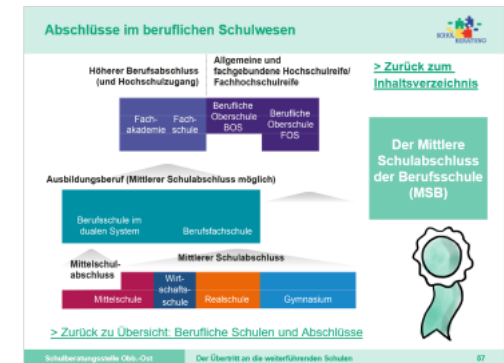 Abschlüsse im beruflichen Schulwesen
SCHUL
BERATUNG
Höherer Berufsabschluss
(und Hochschulzugang)
Allgemeine und
fachgebundene Hochschulreife/
Fachhochschulreife
> Zurück zum
Inhaltsverzeichnis
Fach-
akademie
Fach-
schule
Berufliche
Oberschule
BOS
Berufliche
Oberschule
FOS
Der Mittlere
Schulabschluss
der Berufsschule
(MSB)
Ausbildungsberuf (Mittlerer Schulabschluss möglich)
Berufsschule im
dualen System
Berufsfachschule
Mittelschul-
abschluss
Mittlerer Schulabschluss
Mittelschule
Wirt-
schafts-
schule
Realschule
Gymnasium
> Zurück zu Übersicht: Berufliche Schulen und Abschlüsse
Schulberatungsstelle Obb.-Ost
Der Übertritt an die weiterführenden Schulen
57